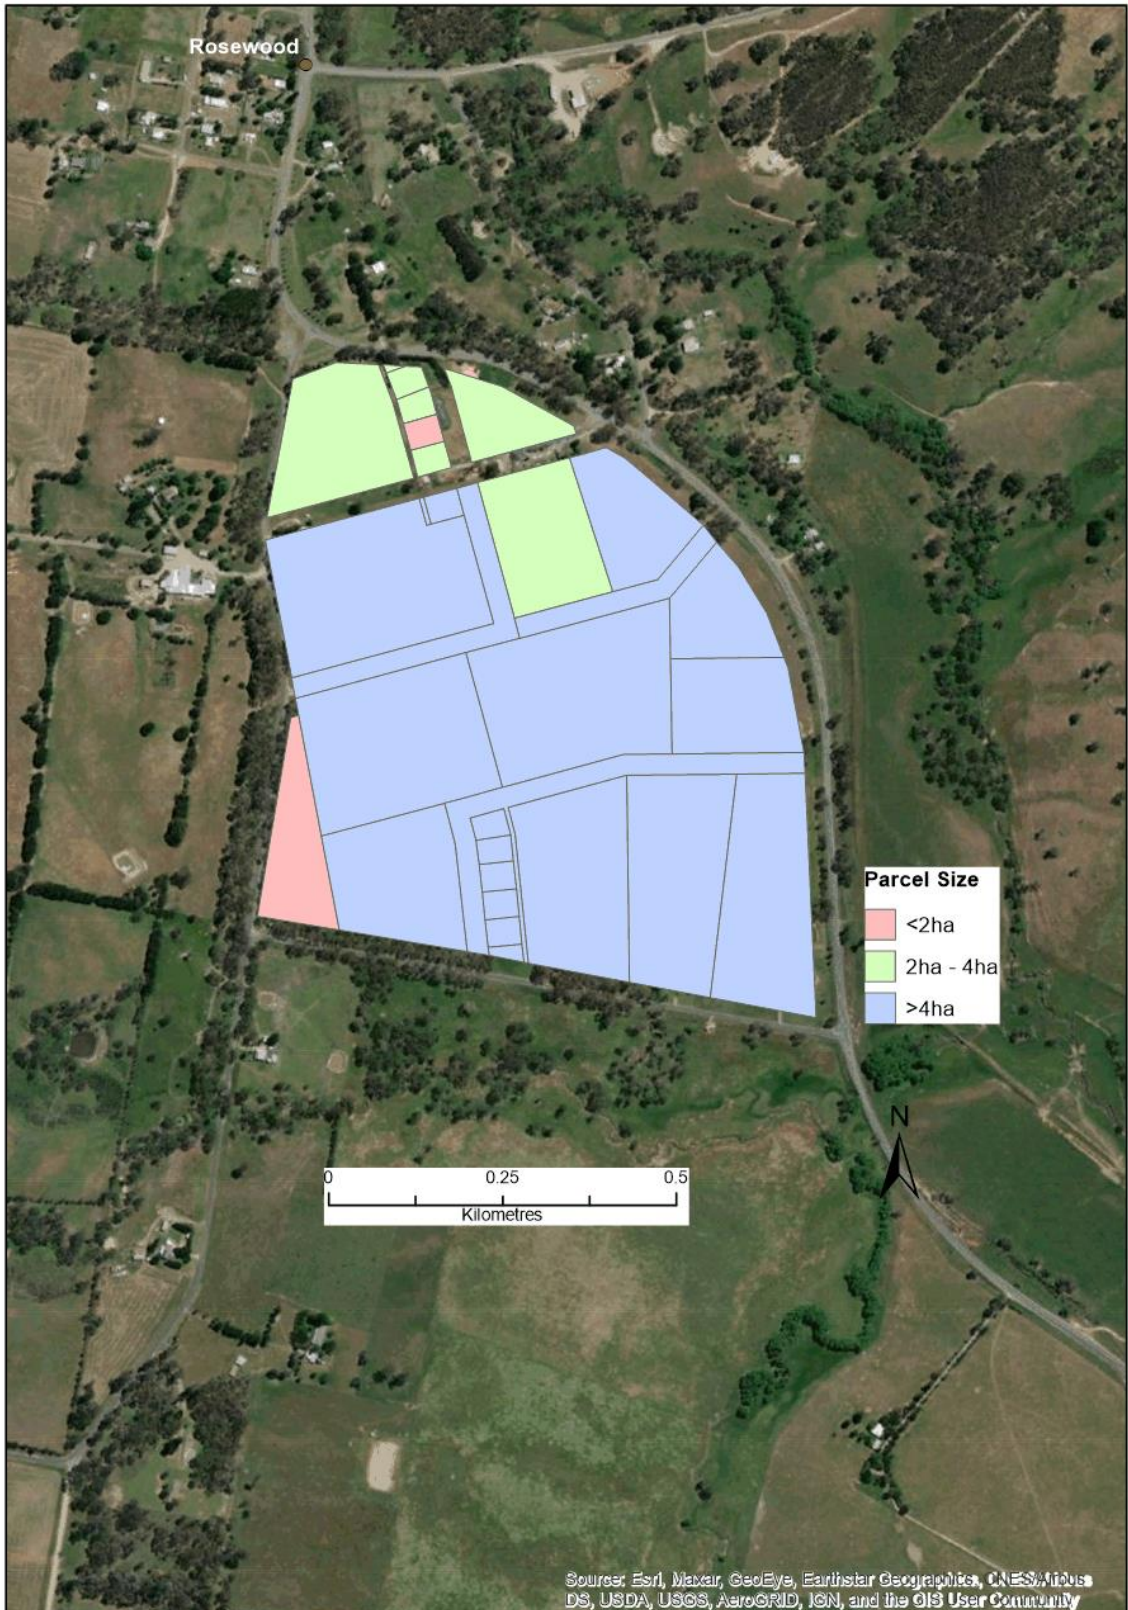 Rosewood
Parcel Size
<2ha
2ha - 4ha
>4ha
N
0 0.25 0.5
Kilometres
Source: Esri, Maxar, GeoEye, Earthstar Geographics, CNES/Airbus
DS, USDA, USGS, AeroGRID, IGN, and the GIS User Community